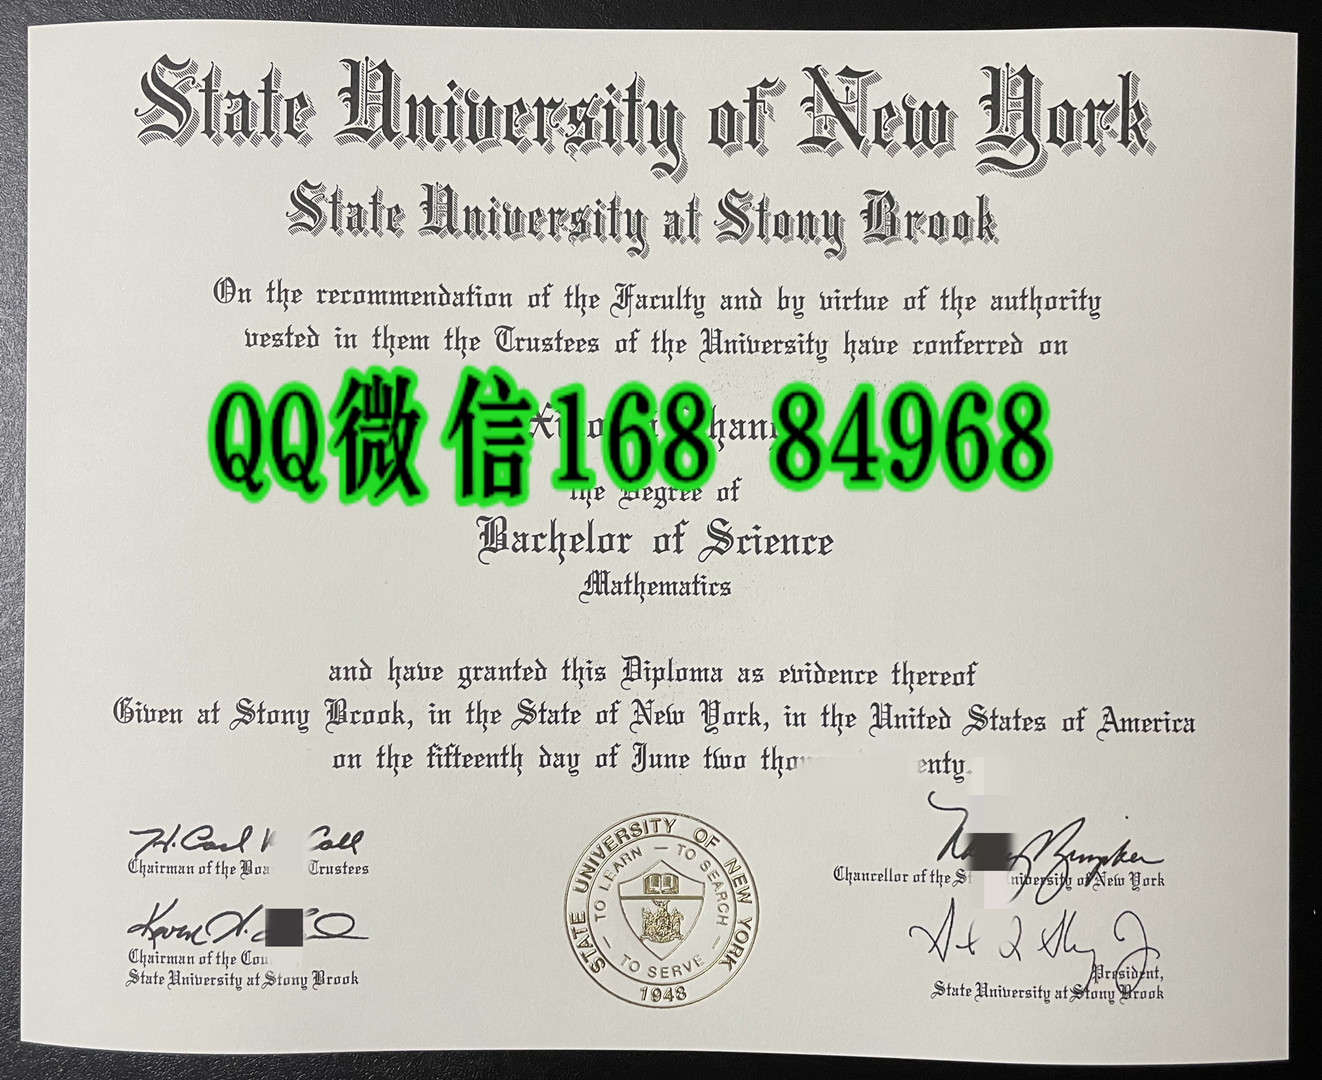 State University of New York
State University at Stony Brook
On the recommendation of the Faculty and by virtue of the authority
vested in them the Trustees of the University have conferred on
QQ微信168 84968
the Degree of
Bachelor of Science
Mathematics
and have granted this Diploma as evidence thereof
Given at Stony Brook, in the State of New York, in the United States of America
on the fifteenth day of June two
Chairman of the Trustees
Chancellor of the University of New York
Chairman of the
State University at Stony Brook
President,
State University at Stony Brook
STATE UNIVERSITY OF NEW YORK
TO LEARN — TO SEARCH — TO SERVE
1948